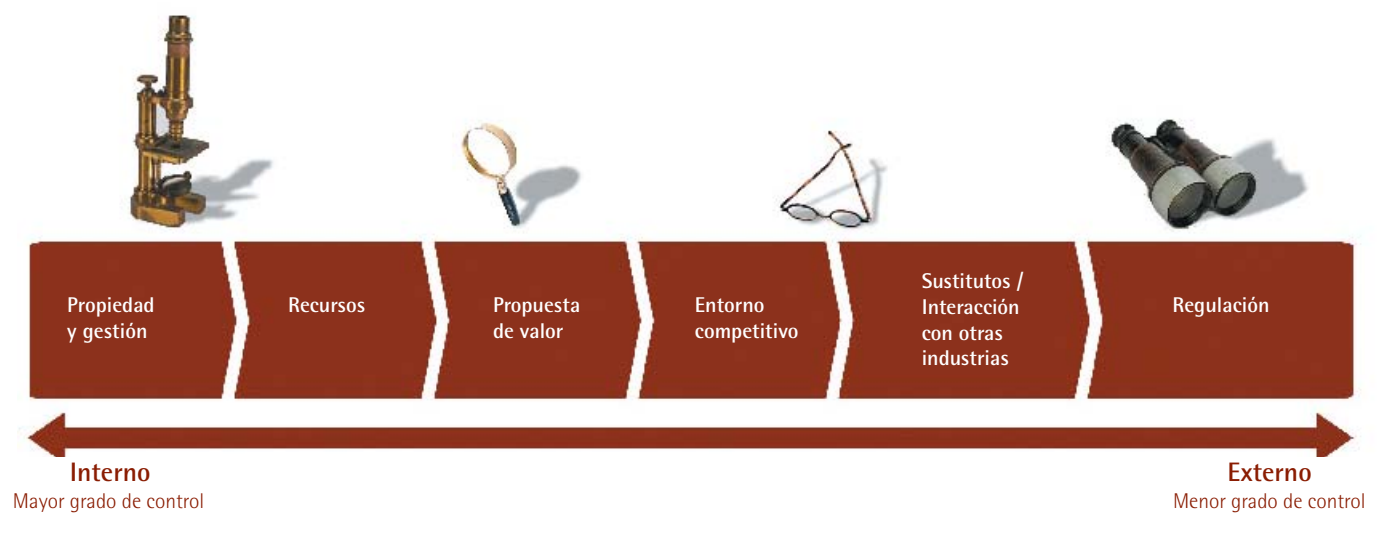 Propiedad
y gestión
Recursos
Propuesta
de valor
Entorno
competitivo
Sustitutos /
Interacción
con otras
industrias
Regulación
Interno
Mayor grado de control
Externo
Menor grado de control